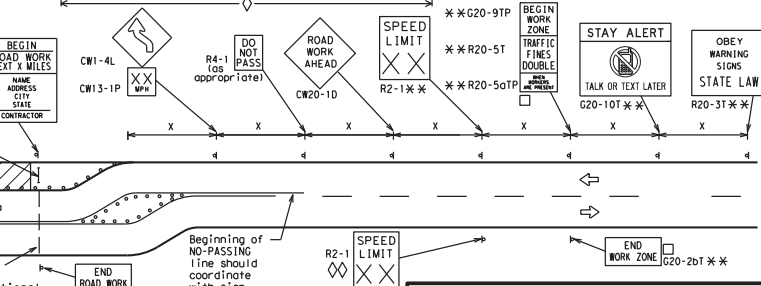 BEGIN
ROAD WORK
NEXT X MILES
NAME
ADDRESS
CITY
STATE
CONTRACTOR
CW1-4L
CW13-1P
XX
MPH
R4-1
(as
appropriate)
DO
NOT
PASS
ROAD
WORK
AHEAD
CW20-1D
SPEED
LIMIT
XX
R2-1**
**G20-9TP
**R20-5T
**R20-5aTP
BEGIN
WORK
ZONE
TRAFFIC
FINES
DOUBLE
WHEN
WORKERS
ARE PRESENT
STAY ALERT
TALK OR TEXT LATER
G20-10T**
OBEY
WARNING
SIGNS
STATE LAW
R20-3T**
X X X X X X X
Beginning of
NO-PASSING
line should
coordinate
with sign
R2-1
SPEED
LIMIT
XX
END
WORK ZONE
G20-2bT**
END
ROAD WORK